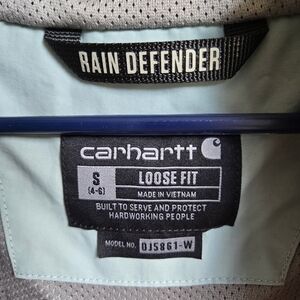 RAIN DEFENDER
carhartt
S
(4-6)
LOOSE FIT
MADE IN VIETNAM
BUILT TO SERVE AND PROTECT
HARDWORKING PEOPLE
MODEL NO. OJ5861-W